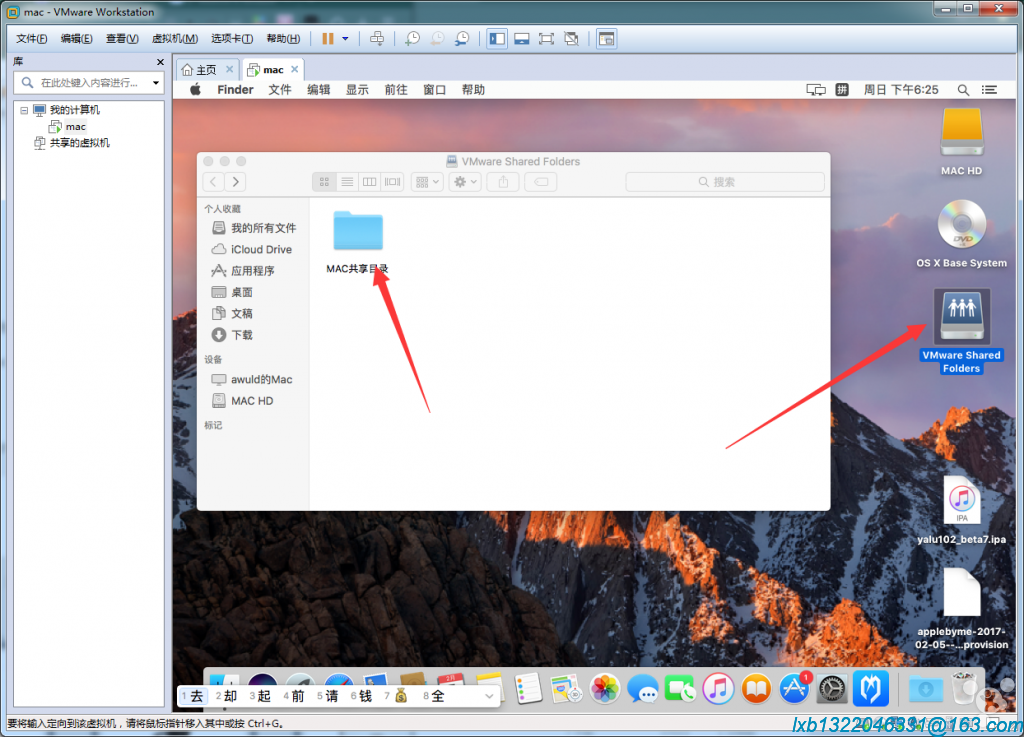 mac - VMware Workstation
文件(F) 编辑(E) 查看(V) 虚拟机(M) 选项卡(T) 帮助(H)
库
主页 mac
在此处键入内容进行...
Finder 文件 编辑 显示 前往 窗口 帮助 拼 周日 下午6:25
我的计算机
mac
共享的虚拟机
MAC HD
VMware Shared Folders
搜索
个人收藏
我的所有文件
iCloud Drive
应用程序
桌面
文稿
下载
设备
awuld的Mac
MAC HD
标记
MAC共享目录
DVD
OS X Base System
VMware Shared
Folders
IPA
yalu102_beta7.ipa
applebyme-2017-
02-05--...provision
1 去 2 却 3 起 4 前 5 请 6 钱 7 💰 8 全
1
要将输入定向到该虚拟机，请将鼠标指针移入其中或按 Ctrl+G。
lxb1322046391@163.com